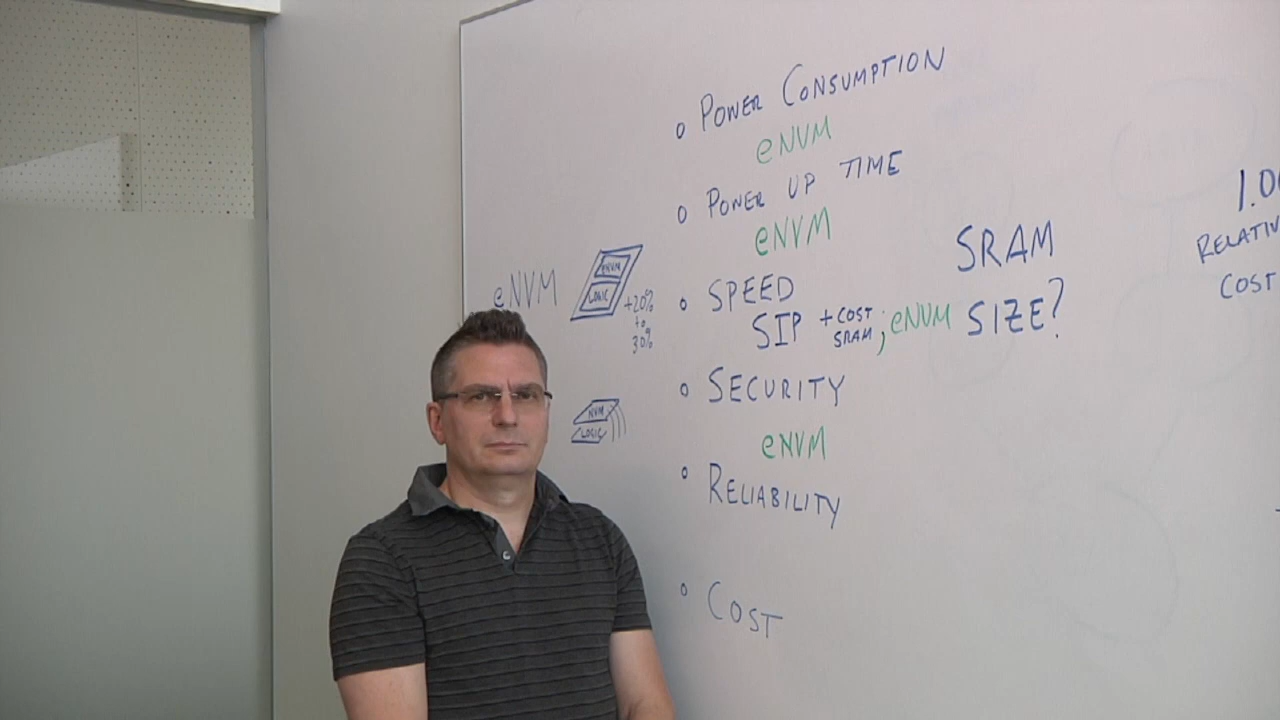 POWER CONSUMPTION
eNVM
POWER UP TIME
eNVM
SPEED
SIP + COST SRAM ; eNVM
SECURITY
eNVM
RELIABILITY
COST
SRAM
SIZE?
eNVM
eNVM
LOGIC
+20%
to
30%
NVM
LOGIC
1.0
RELATIV
COST